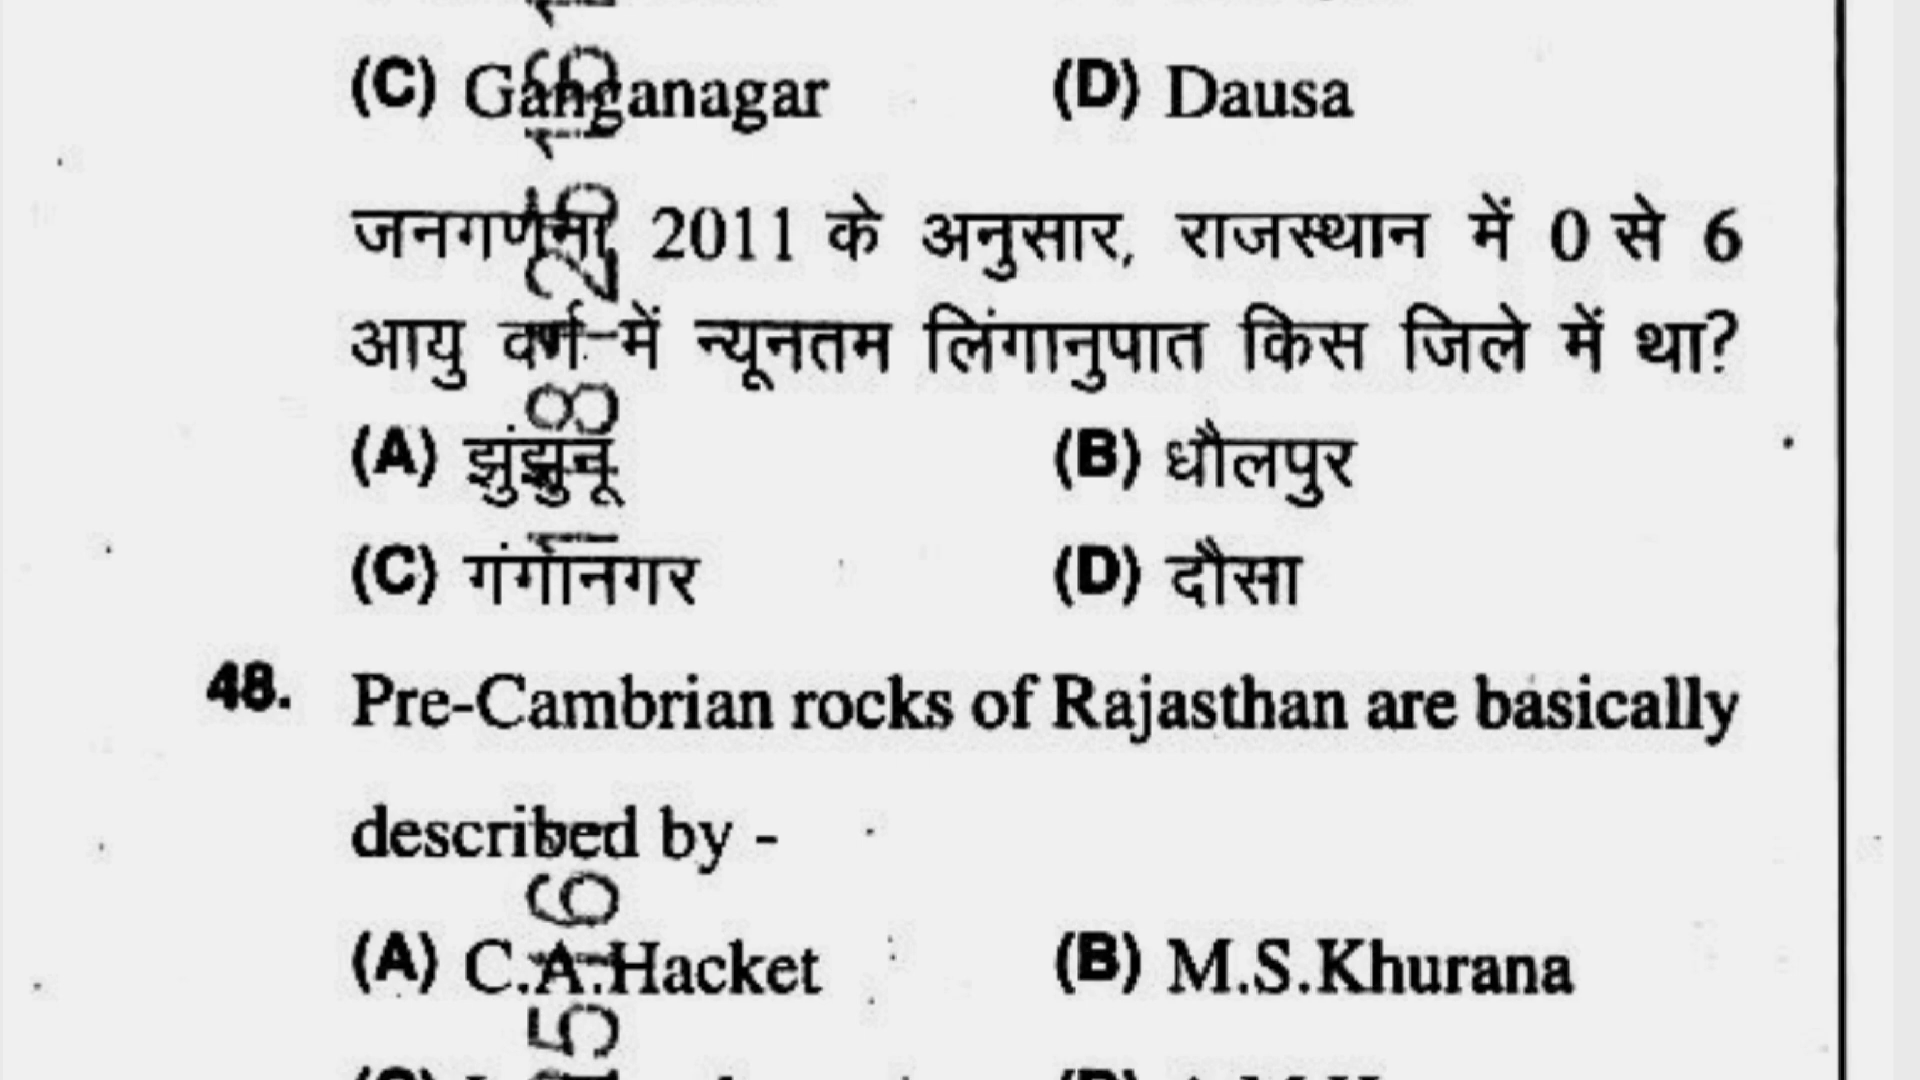 (C) Ganganagar (D) Dausa
जनगणना 2011 के अनुसार, राजस्थान में 0 से 6
आयु वर्ग में न्यूनतम लिंगानुपात किस जिले में था?
(A) झुंझुनू (B) धौलपुर
(C) गंगानगर (D) दौसा
48. Pre-Cambrian rocks of Rajasthan are basically
described by -
(A) C.A.Hacket (B) M.S.Khurana